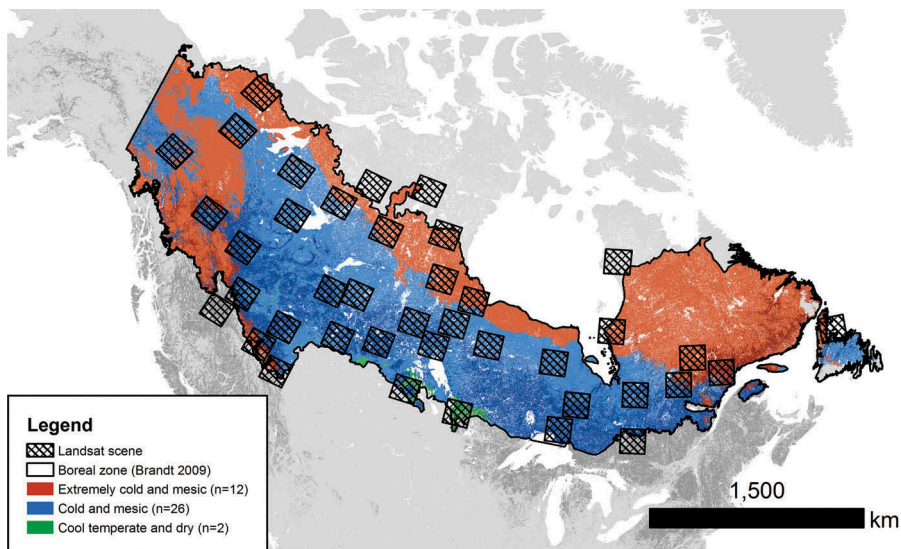 Legend
Landsat scene
Boreal zone (Brandt 2009)
Extremely cold and mesic (n=12)
Cold and mesic (n=26)
Cool temperate and dry (n=2)
1,500
km